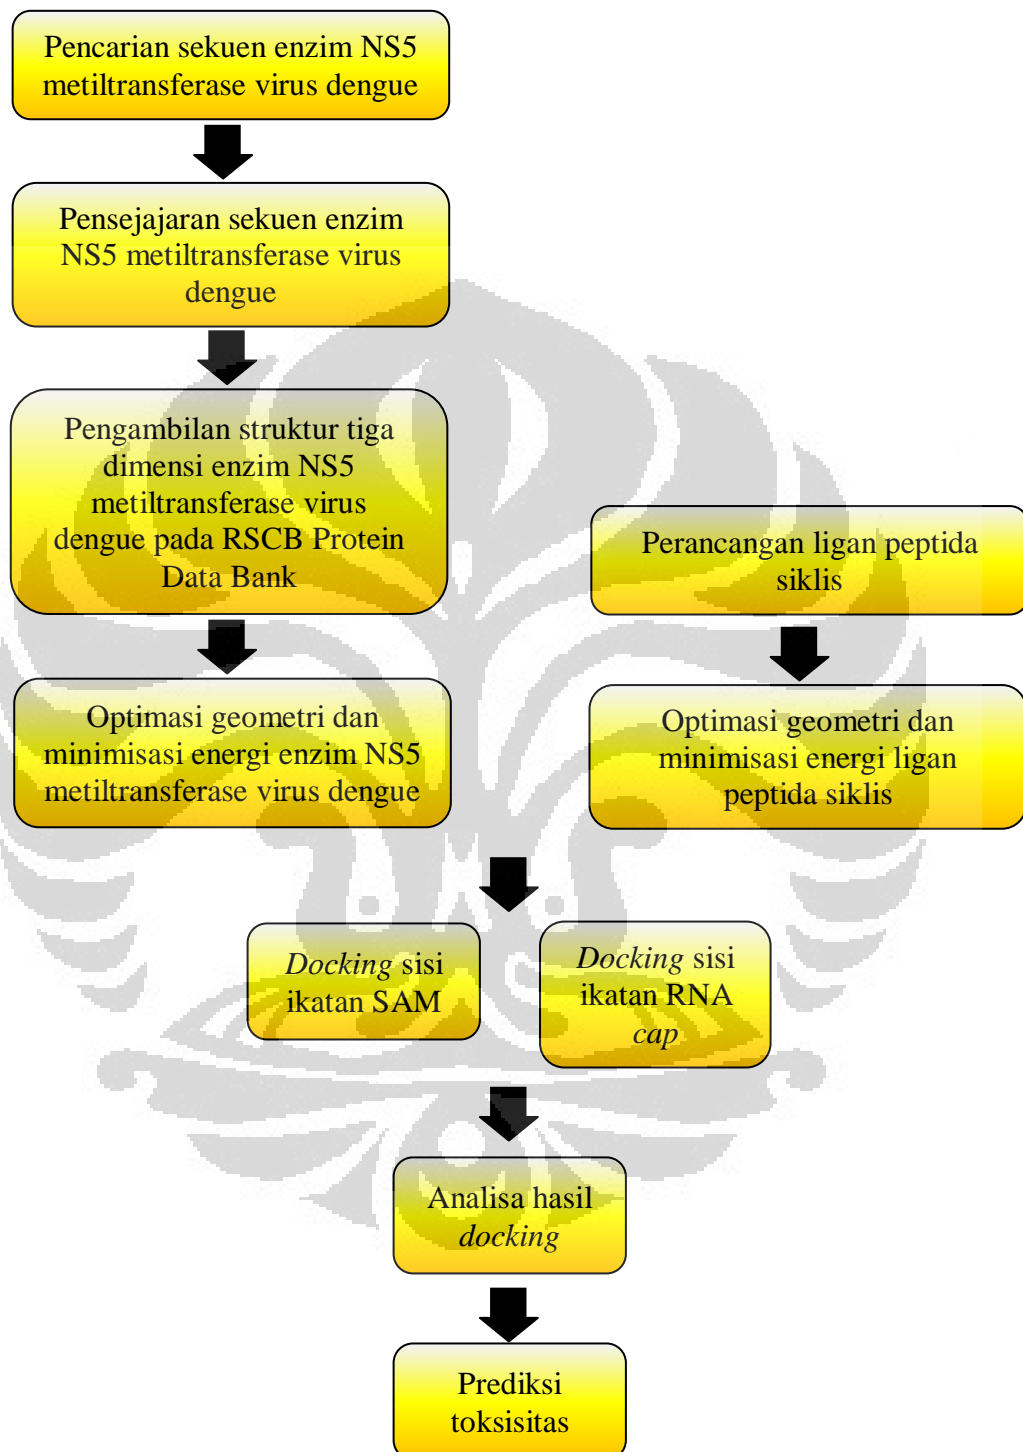 Pencarian sekuen enzim NS5
metiltransferase virus dengue
Pensejajaran sekuen enzim
NS5 metiltransferase virus
dengue
Pengambilan struktur tiga
dimensi enzim NS5
metiltransferase virus
dengue pada RSCB Protein
Data Bank
Perancangan ligan peptida
siklis
Optimasi geometri dan
minimisasi energi enzim NS5
metiltransferase virus dengue
Optimasi geometri dan
minimisasi energi ligan
peptida siklis
Docking sisi
ikatan SAM
Docking sisi
ikatan RNA
cap
Analisa hasil
docking
Prediksi
toksisitas